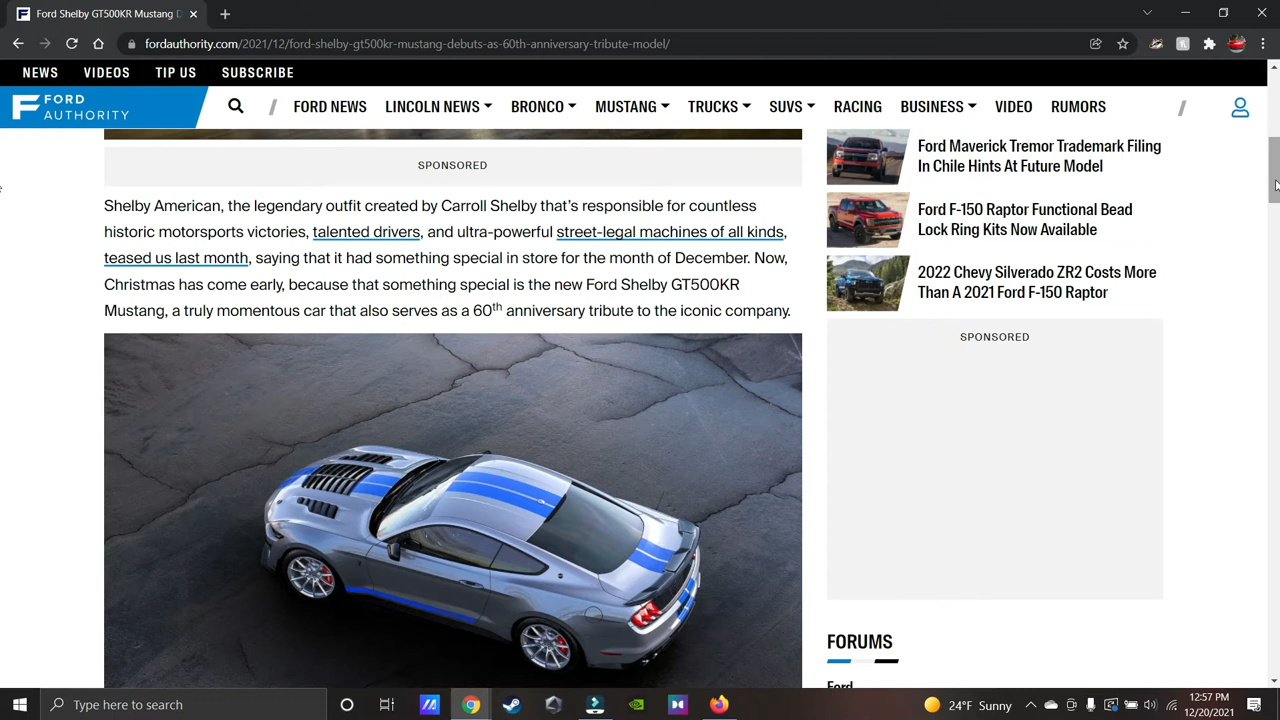 Ford Shelby GT500KR Mustang D
fordauthority.com/2021/12/ford-shelby-gt500kr-mustang-debuts-as-60th-anniversary-tribute-model/
NEWS VIDEOS TIP US SUBSCRIBE
FORD
AUTHORITY
FORD NEWS LINCOLN NEWS BRONCO MUSTANG TRUCKS SUVS RACING BUSINESS VIDEO RUMORS
SPONSORED
Shelby American, the legendary outfit created by Carroll Shelby that's responsible for countless
historic motorsports victories, talented drivers, and ultra-powerful street-legal machines of all kinds,
teased us last month, saying that it had something special in store for the month of December. Now,
Christmas has come early, because that something special is the new Ford Shelby GT500KR
Mustang, a truly momentous car that also serves as a 60th anniversary tribute to the iconic company.
Ford Maverick Tremor Trademark Filing
In Chile Hints At Future Model
Ford F-150 Raptor Functional Bead
Lock Ring Kits Now Available
2022 Chevy Silverado ZR2 Costs More
Than A 2021 Ford F-150 Raptor
SPONSORED
FORUMS
Ford
Type here to search
24°F Sunny
12:57 PM
12/20/2021